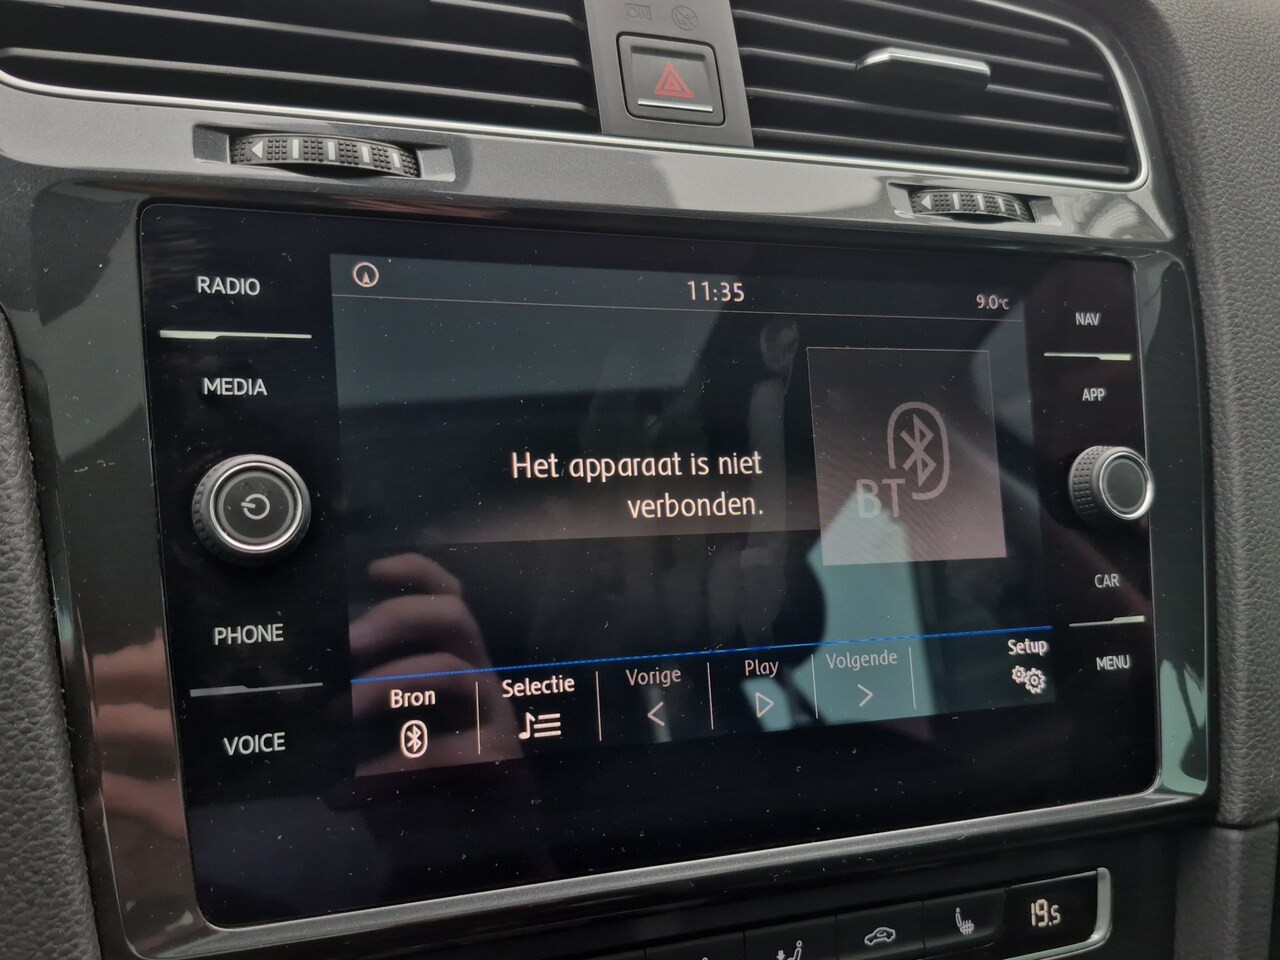 RADIO
MEDIA
PHONE
VOICE
11:35
9.0°C
Het apparaat is niet
verbonden.
BT
Bron
Selectie
Vorige
Play
Volgende
Setup
NAV
APP
CAR
MENU
19.5